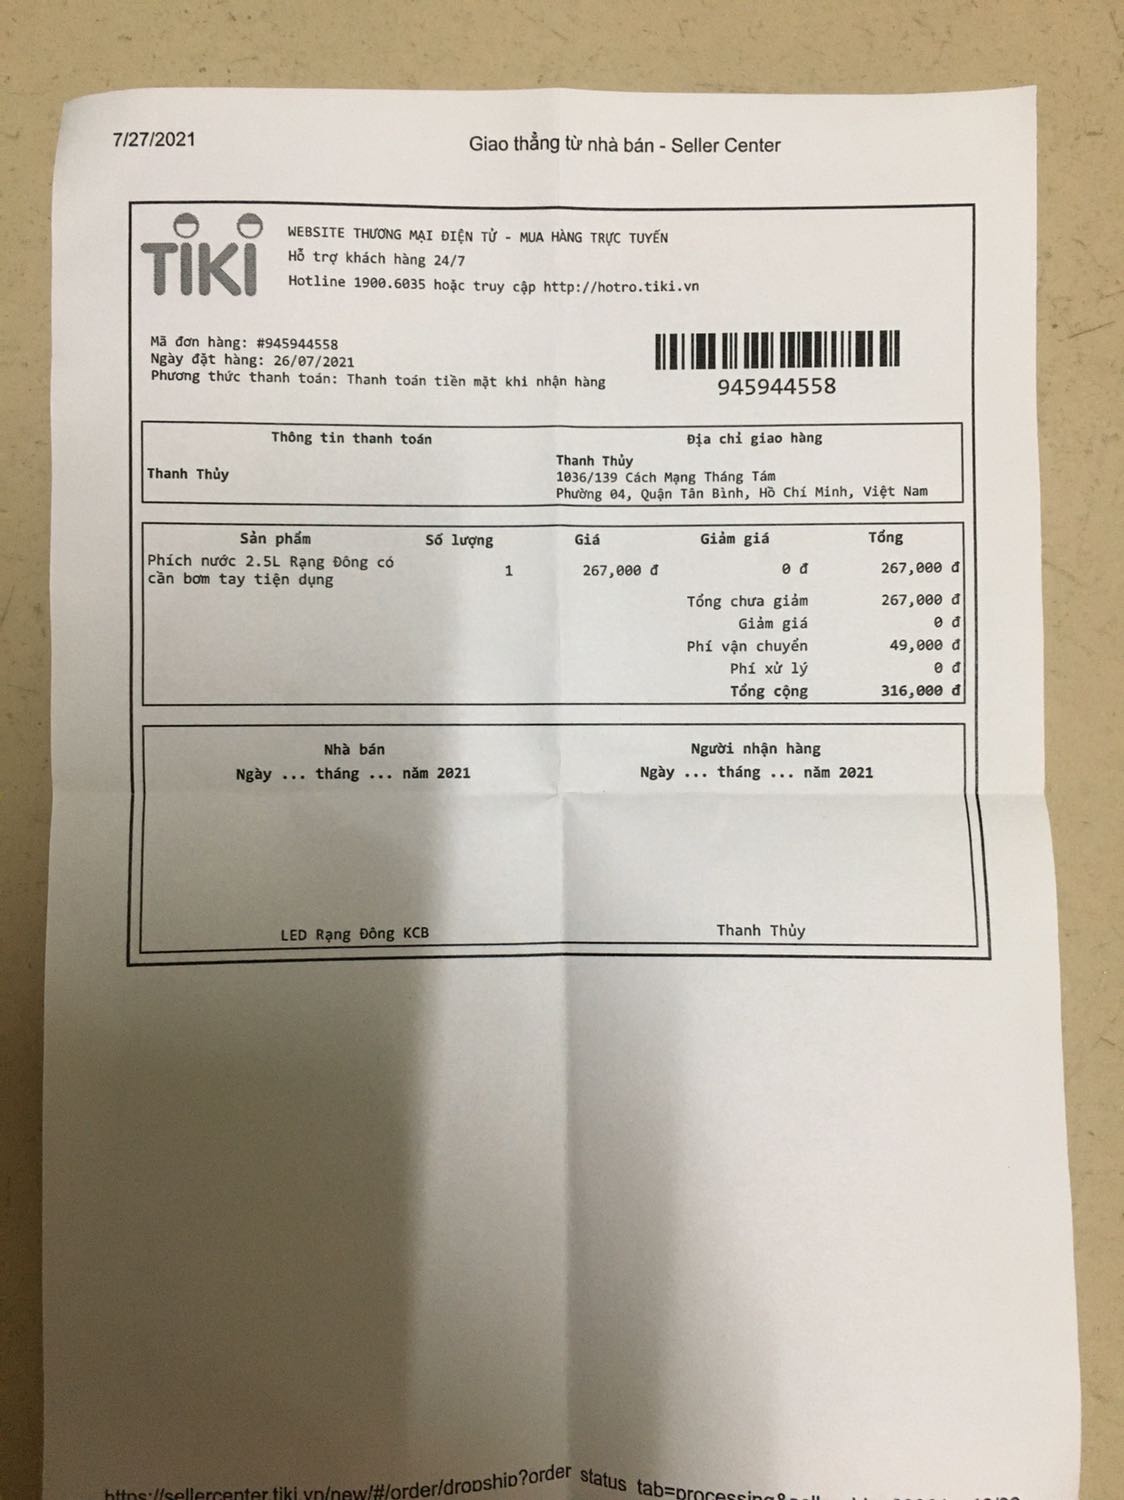 7/27/2021 Giao thẳng từ nhà bán - Seller Center
TIKI
WEBSITE THƯƠNG MẠI ĐIỆN TỬ - MUA HÀNG TRỰC TUYẾN
Hỗ trợ khách hàng 24/7
Hotline 1900.6035 hoặc truy cập http://hotro.tiki.vn
Mã đơn hàng: #945944558
Ngày đặt hàng: 26/07/2021
Phương thức thanh toán: Thanh toán tiền mặt khi nhận hàng
945944558
Thông tin thanh toán
Thanh Thủy
Địa chỉ giao hàng
Thanh Thủy
1036/139 Cách Mạng Tháng Tám
Phường 04, Quận Tân Bình, Hồ Chí Minh, Việt Nam
Sản phẩm Số lượng Giá Giảm giá Tổng
Phích nước 2.5L Rạng Đông có
cần bơm tay tiện dụng 1 267,000 đ 0 đ 267,000 đ
Tổng chưa giảm 267,000 đ
Giảm giá 0 đ
Phí vận chuyển 49,000 đ
Phí xử lý 0 đ
Tổng cộng 316,000 đ
Nhà bán Người nhận hàng
Ngày ... tháng ... năm 2021 Ngày ... tháng ... năm 2021
LED Rạng Đông KCB Thanh Thủy
https://sellercenter.tiki.vn/new/#/order/dropship?order_status_tab=processing&